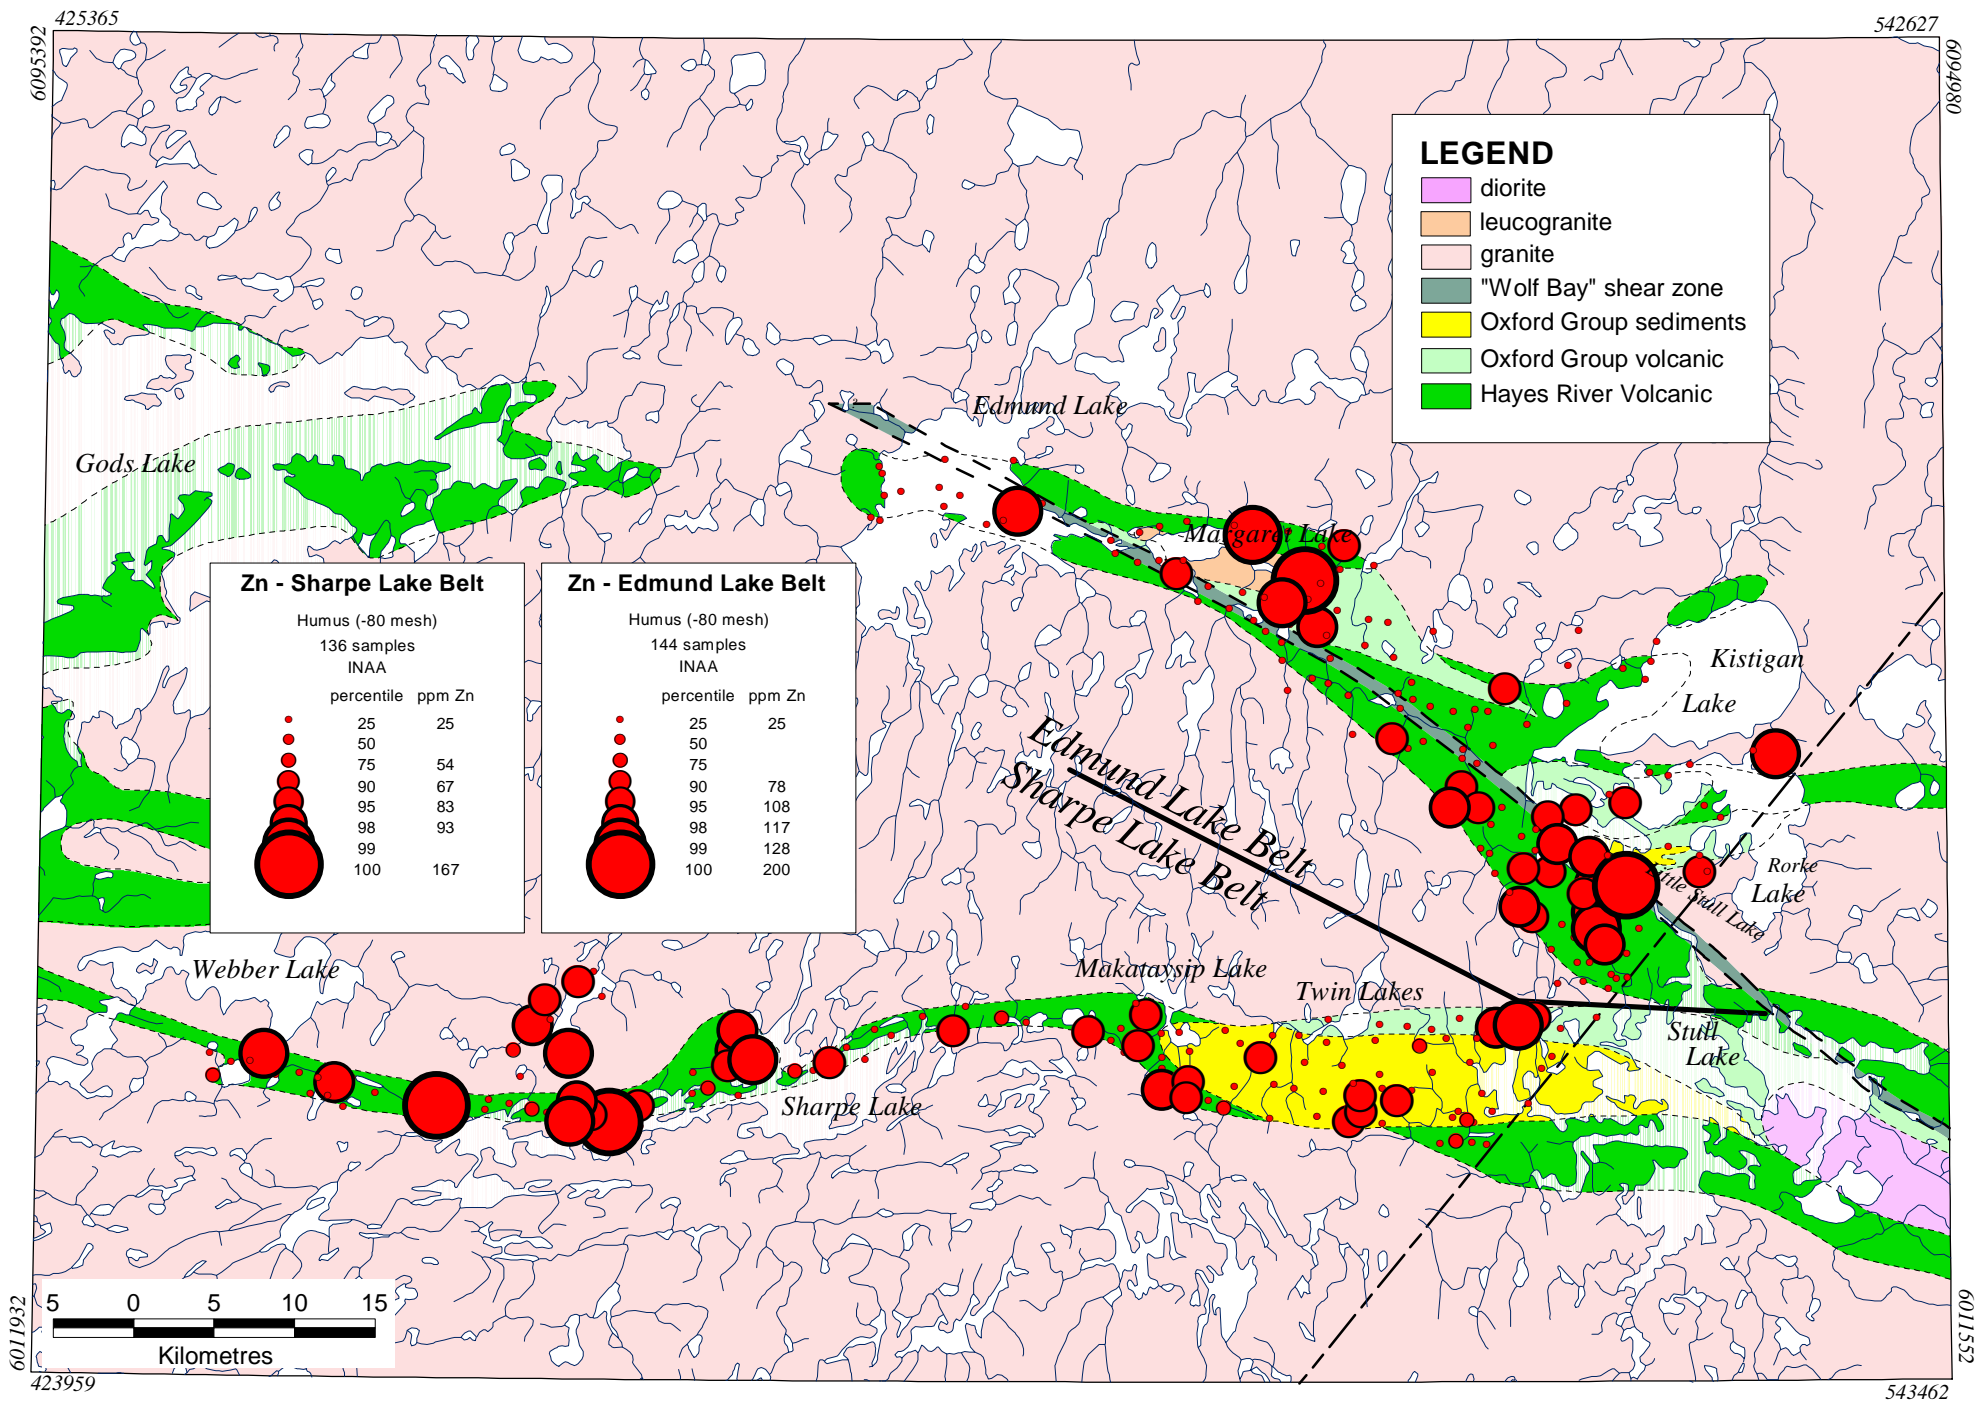 425365
542627
6095392
6094980
LEGEND
diorite
leucogranite
granite
"Wolf Bay" shear zone
Oxford Group sediments
Oxford Group volcanic
Hayes River Volcanic
Edmund Lake
Gods Lake
Margaret Lake
Zn - Sharpe Lake Belt
Humus (-80 mesh)
136 samples
INAA
percentile ppm Zn
25 25
50
75 54
90 67
95 83
98 93
99
100 167
Zn - Edmund Lake Belt
Humus (-80 mesh)
144 samples
INAA
percentile ppm Zn
25 25
50
75
90 78
95 108
98 117
99 128
100 200
Kistigan
Lake
Edmund Lake Belt
Sharpe Lake Belt
Rorke
Lake
Little Stull Lake
Webber Lake
Makataysip Lake
Twin Lakes
Stull
Lake
Sharpe Lake
5 0 5 10 15
Kilometres
6011932
6011552
423959
543462